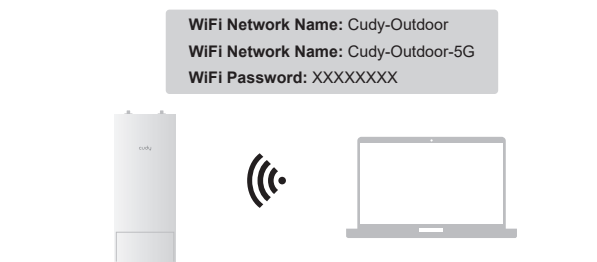 WiFi Network Name: Cudy-Outdoor
WiFi Network Name: Cudy-Outdoor-5G
WiFi Password: XXXXXXXX
cudy